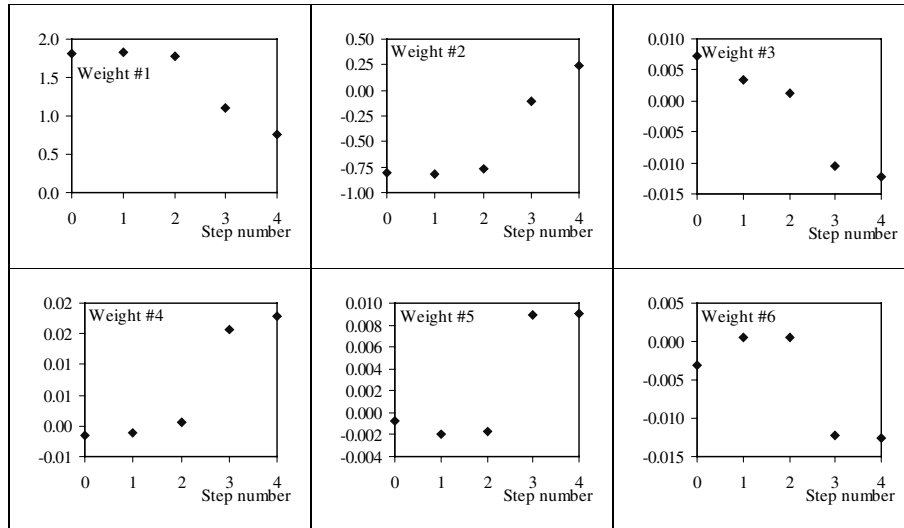 2.0
1.5
1.0
0.5
0.0
Weight #1
0 1 2 3 4
Step number
0.50
0.25
0.00
-0.25
-0.50
-0.75
-1.00
Weight #2
0 1 2 3 4
Step number
0.010
0.005
0.000
-0.005
-0.010
-0.015
Weight #3
0 1 2 3 4
Step number
0.02
0.02
0.01
0.01
0.00
-0.01
Weight #4
0 1 2 3 4
Step number
0.010
0.008
0.006
0.004
0.002
0.000
-0.002
-0.004
Weight #5
0 1 2 3 4
Step number
0.005
0.000
-0.005
-0.010
-0.015
Weight #6
0 1 2 3 4
Step number